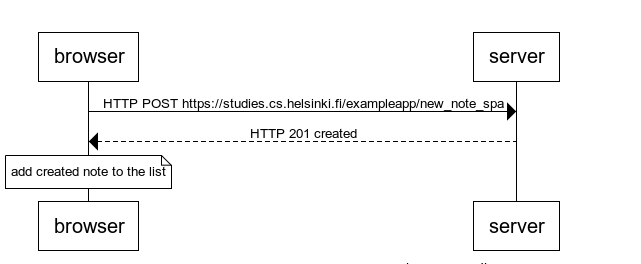 browser
server
HTTP POST https://studies.cs.helsinki.fi/exampleapp/new_note_spa
HTTP 201 created
add created note to the list
browser
server